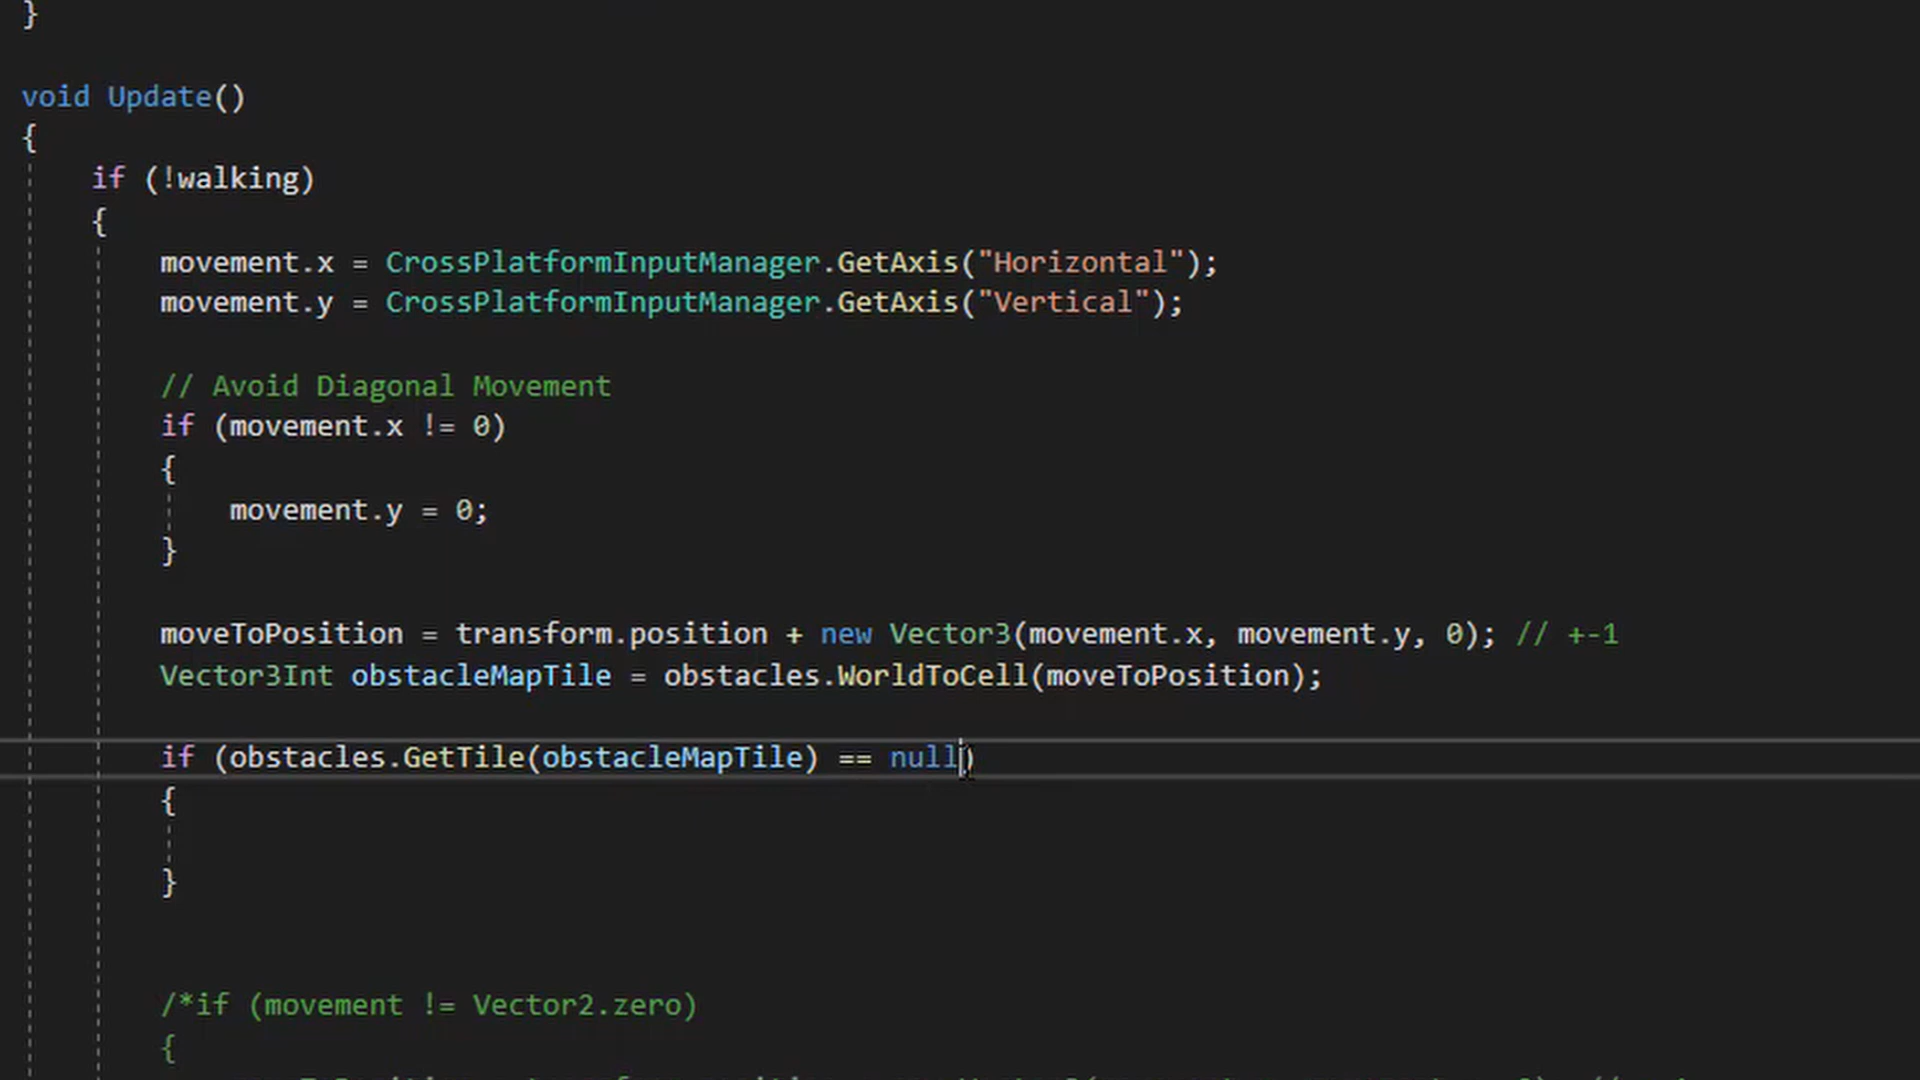 }
void Update()
{
if (!walking)
{
movement.x = CrossPlatformInputManager.GetAxis("Horizontal");
movement.y = CrossPlatformInputManager.GetAxis("Vertical");
// Avoid Diagonal Movement
if (movement.x != 0)
{
movement.y = 0;
}
moveToPosition = transform.position + new Vector3(movement.x, movement.y, 0); // +-1
Vector3Int obstacleMapTile = obstacles.WorldToCell(moveToPosition);
if (obstacles.GetTile(obstacleMapTile) == null)
{
}
/*if (movement != Vector2.zero)
{